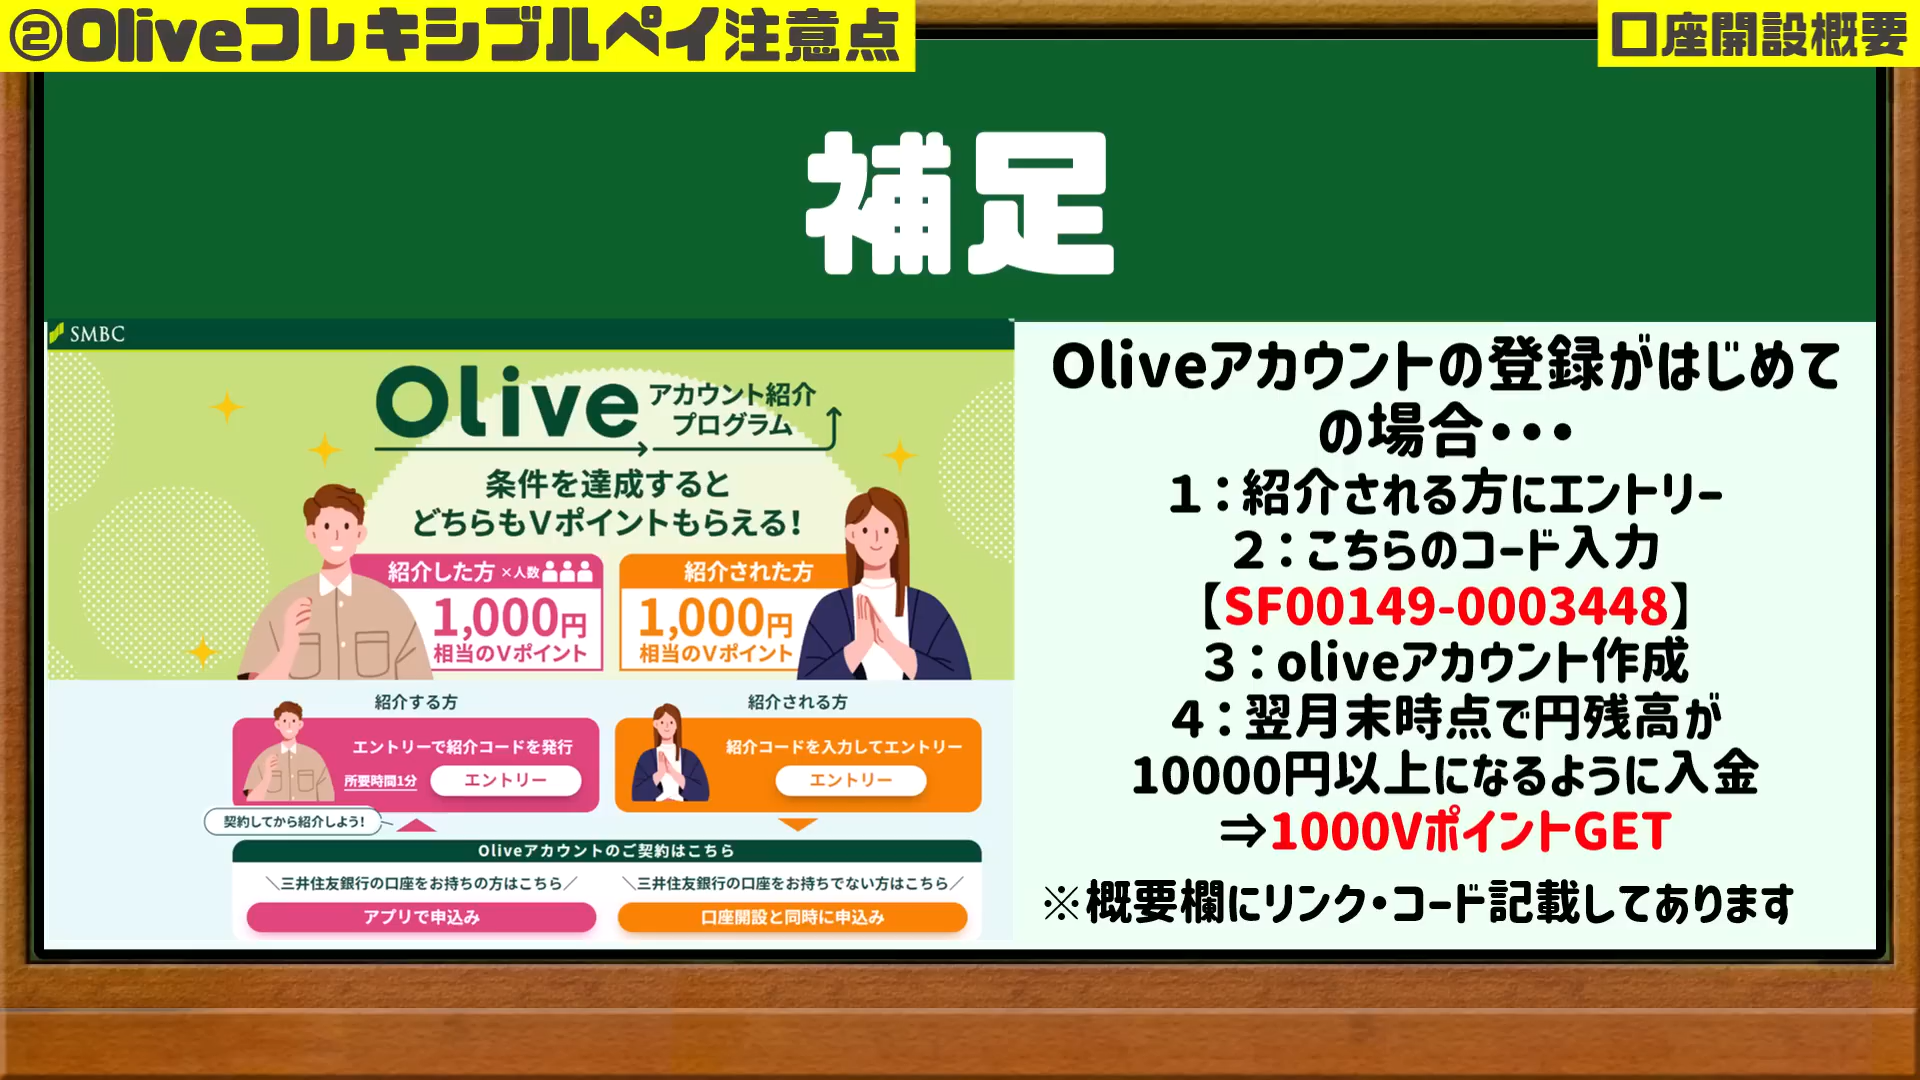 ②Oliveフレキシブルペイ注意点
口座開設概要
補足
SMBC
Olive アカウント紹介
プログラム
条件を達成すると
どちらもVポイントもらえる!
紹介した方 ×人数
1,000円
相当のVポイント
紹介された方
1,000円
相当のVポイント
紹介する方
エントリーで紹介コードを発行
所要時間1分 エントリー
契約してから紹介しよう!
紹介される方
紹介コードを入力してエントリー
エントリー
Oliveアカウントのご契約はこちら
＼三井住友銀行の口座をお持ちの方はこちら／
アプリで申込み
＼三井住友銀行の口座をお持ちでない方はこちら／
口座開設と同時に申込み
Oliveアカウントの登録がはじめて
の場合・・・
１：紹介される方にエントリー
２：こちらのコード入力
【SF00149-0003448】
３：oliveアカウント作成
４：翌月末時点で円残高が
10000円以上になるように入金
⇒1000VポイントGET
※概要欄にリンク・コード記載してあります